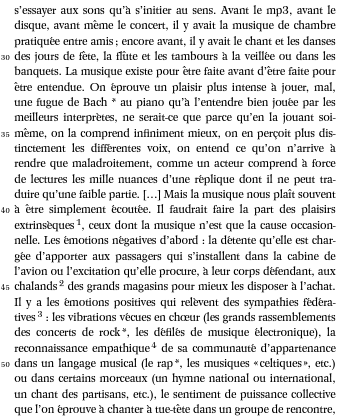 s'essayer aux sons qu'à s'initier au sens. Avant le mp3, avant le
disque, avant même le concert, il y avait la musique de chambre
pratiquée entre amis ; encore avant, il y avait le chant et les danses
30 des jours de fête, la flûte et les tambours à la veillée ou dans les
banquets. La musique existe pour être faite avant d'être faite pour
être entendue. On éprouve un plaisir plus intense à jouer, mal,
une fugue de Bach * au piano qu'à l'entendre bien jouée par les
meilleurs interprètes, ne serait-ce que parce qu'en la jouant soi-
35 même, on la comprend infiniment mieux, on en perçoit plus dis-
tinctement les différentes voix, on entend ce qu'on n'arrive à
rendre que maladroitement, comme un acteur comprend à force
de lectures les mille nuances d'une réplique dont il ne peut tra-
duire qu'une faible partie. [...] Mais la musique nous plaît souvent
40 à être simplement écoutée. Il faudrait faire la part des plaisirs
extrinsèques 1, ceux dont la musique n'est que la cause occasion-
nelle. Les émotions négatives d'abord : la détente qu'elle est char-
gée d'apporter aux passagers qui s'installent dans la cabine de
l'avion ou l'excitation qu'elle procure, à leur corps défendant, aux
45 chalands 2 des grands magasins pour mieux les disposer à l'achat.
Il y a les émotions positives qui relèvent des sympathies fédéra-
tives 3 : les vibrations vécues en chœur (les grands rassemblements
des concerts de rock*, les défilés de musique électronique), la
reconnaissance empathique 4 de sa communauté d'appartenance
50 dans un langage musical (le rap*, les musiques «celtiques», etc.)
ou dans certains morceaux (un hymne national ou international,
un chant des partisans, etc.), le sentiment de puissance collective
que l'on éprouve à chanter à tue-tête dans un groupe de rencontre,